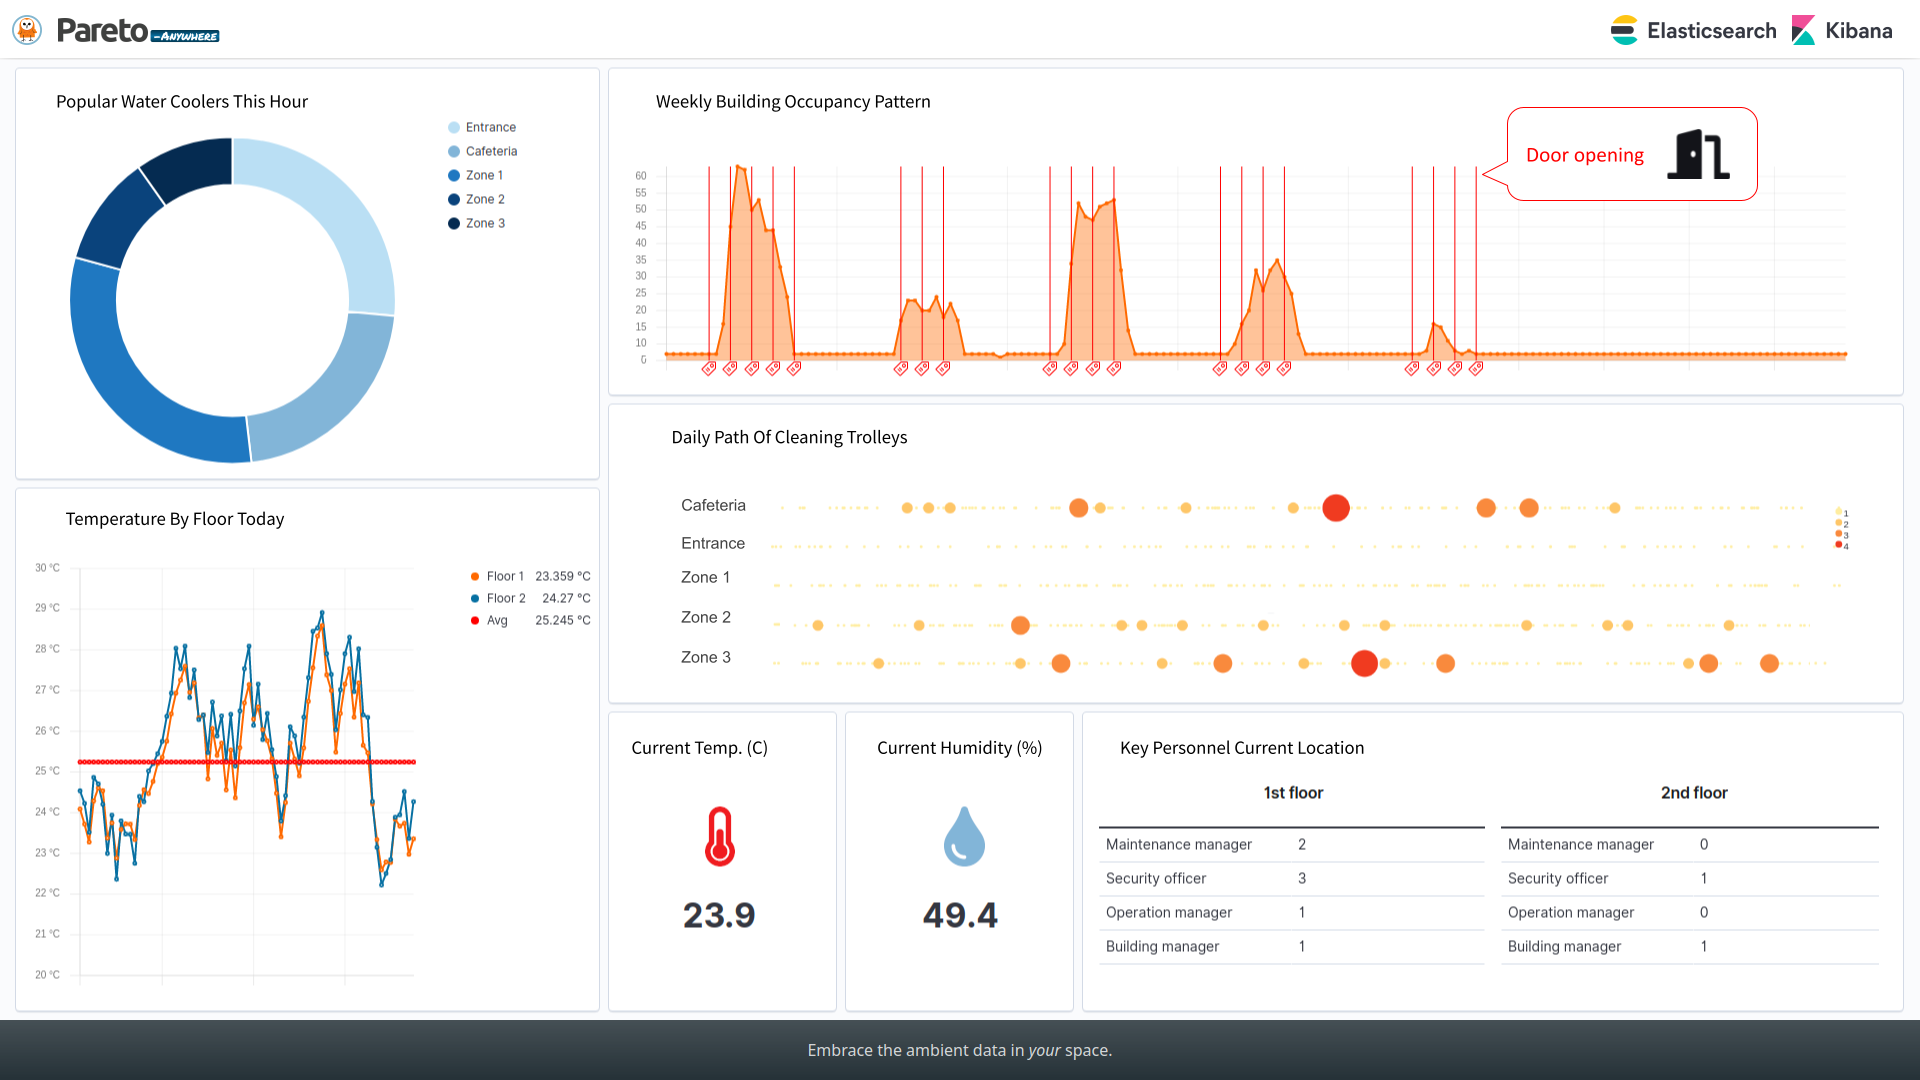 Pareto
-ANYWHERE
Elasticsearch
Kibana
Popular Water Coolers This Hour
Entrance
Cafeteria
Zone 1
Zone 2
Zone 3
Weekly Building Occupancy Pattern
Door opening
60
55
50
45
40
35
30
25
20
15
10
5
0
Daily Path Of Cleaning Trolleys
Cafeteria
Entrance
Zone 1
Zone 2
Zone 3
1
2
3
4
Temperature By Floor Today
30 °C
29 °C
28 °C
27 °C
26 °C
25 °C
24 °C
23 °C
22 °C
21 °C
20 °C
Floor 1 23.359 °C
Floor 2 24.27 °C
Avg 25.245 °C
Current Temp. (C)
23.9
Current Humidity (%)
49.4
Key Personnel Current Location
1st floor
Maintenance manager 2
Security officer 3
Operation manager 1
Building manager 1
2nd floor
Maintenance manager 0
Security officer 1
Operation manager 0
Building manager 1
Embrace the ambient data in your space.